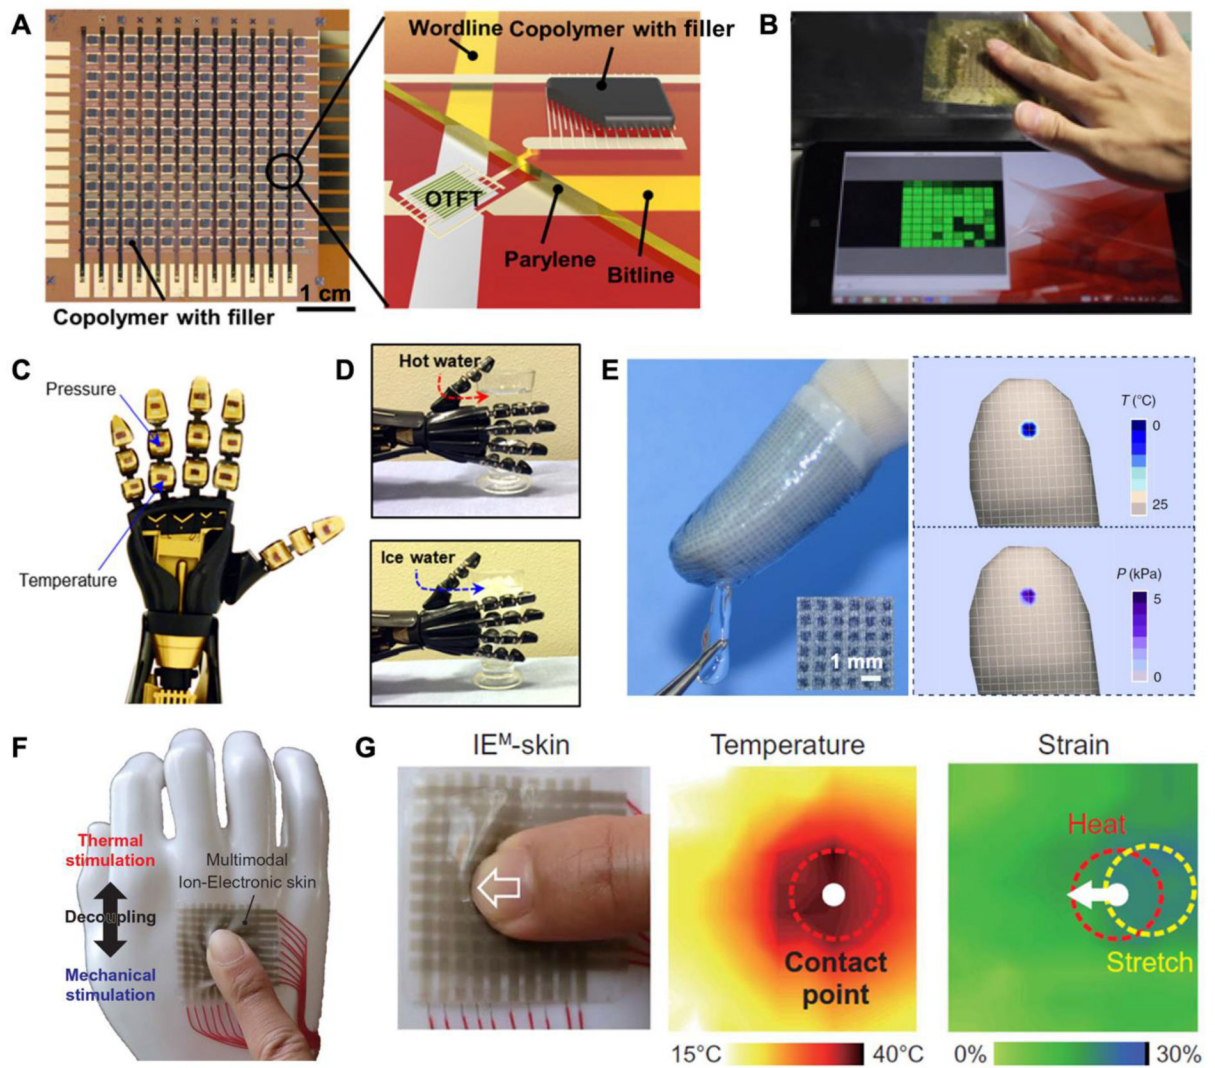 A
Copolymer with filler
1 cm
Wordline Copolymer with filler
OTFT
Parylene
Bitline
B
C
Pressure
Temperature
D
Hot water
Ice water
E
1 mm
T (°C)
0
25
P (kPa)
5
0
F
Thermal
stimulation
Decoupling
Mechanical
stimulation
Multimodal
Ion-Electronic skin
G
IEᴹ-skin
Temperature
Contact
point
15°C
40°C
Strain
Heat
Stretch
0%
30%